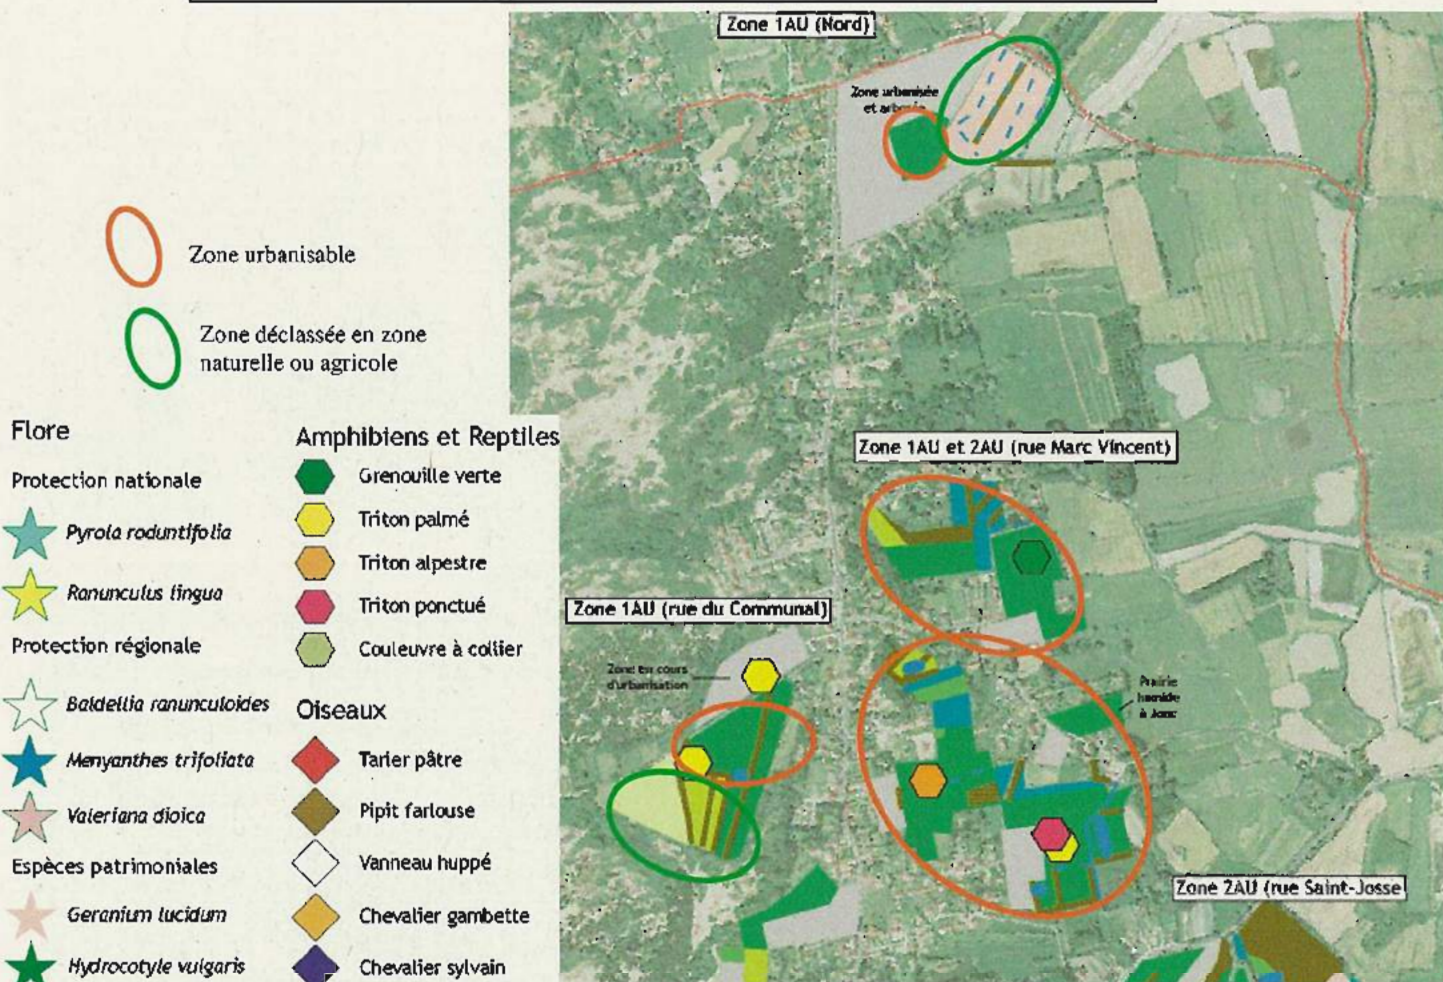 Zone 1AU (Nord)
Zone urbanisée
et arborée
Zone urbanisable
Zone déclassée en zone
naturelle ou agricole
Flore
Protection nationale
Pyrola roduntifolia
Ranunculus lingua
Protection régionale
Baldellia ranunculoides
Menyanthes trifoliata
Valeriana dioica
Espèces patrimoniales
Geranium lucidum
Hydrocotyle vulgaris
Amphibiens et Reptiles
Grenouille verte
Triton palmé
Triton alpestre
Triton ponctué
Couleuvre à collier
Oiseaux
Tarier pâtre
Pipit farlouse
Vanneau huppé
Chevalier gambette
Chevalier sylvain
Zone 1AU et 2AU (rue Marc Vincent)
Zone 1AU (rue du Communal)
Zone en cours
d'urbanisation
Prairie
humide
à Jonc
Zone 2AU (rue Saint-Josse